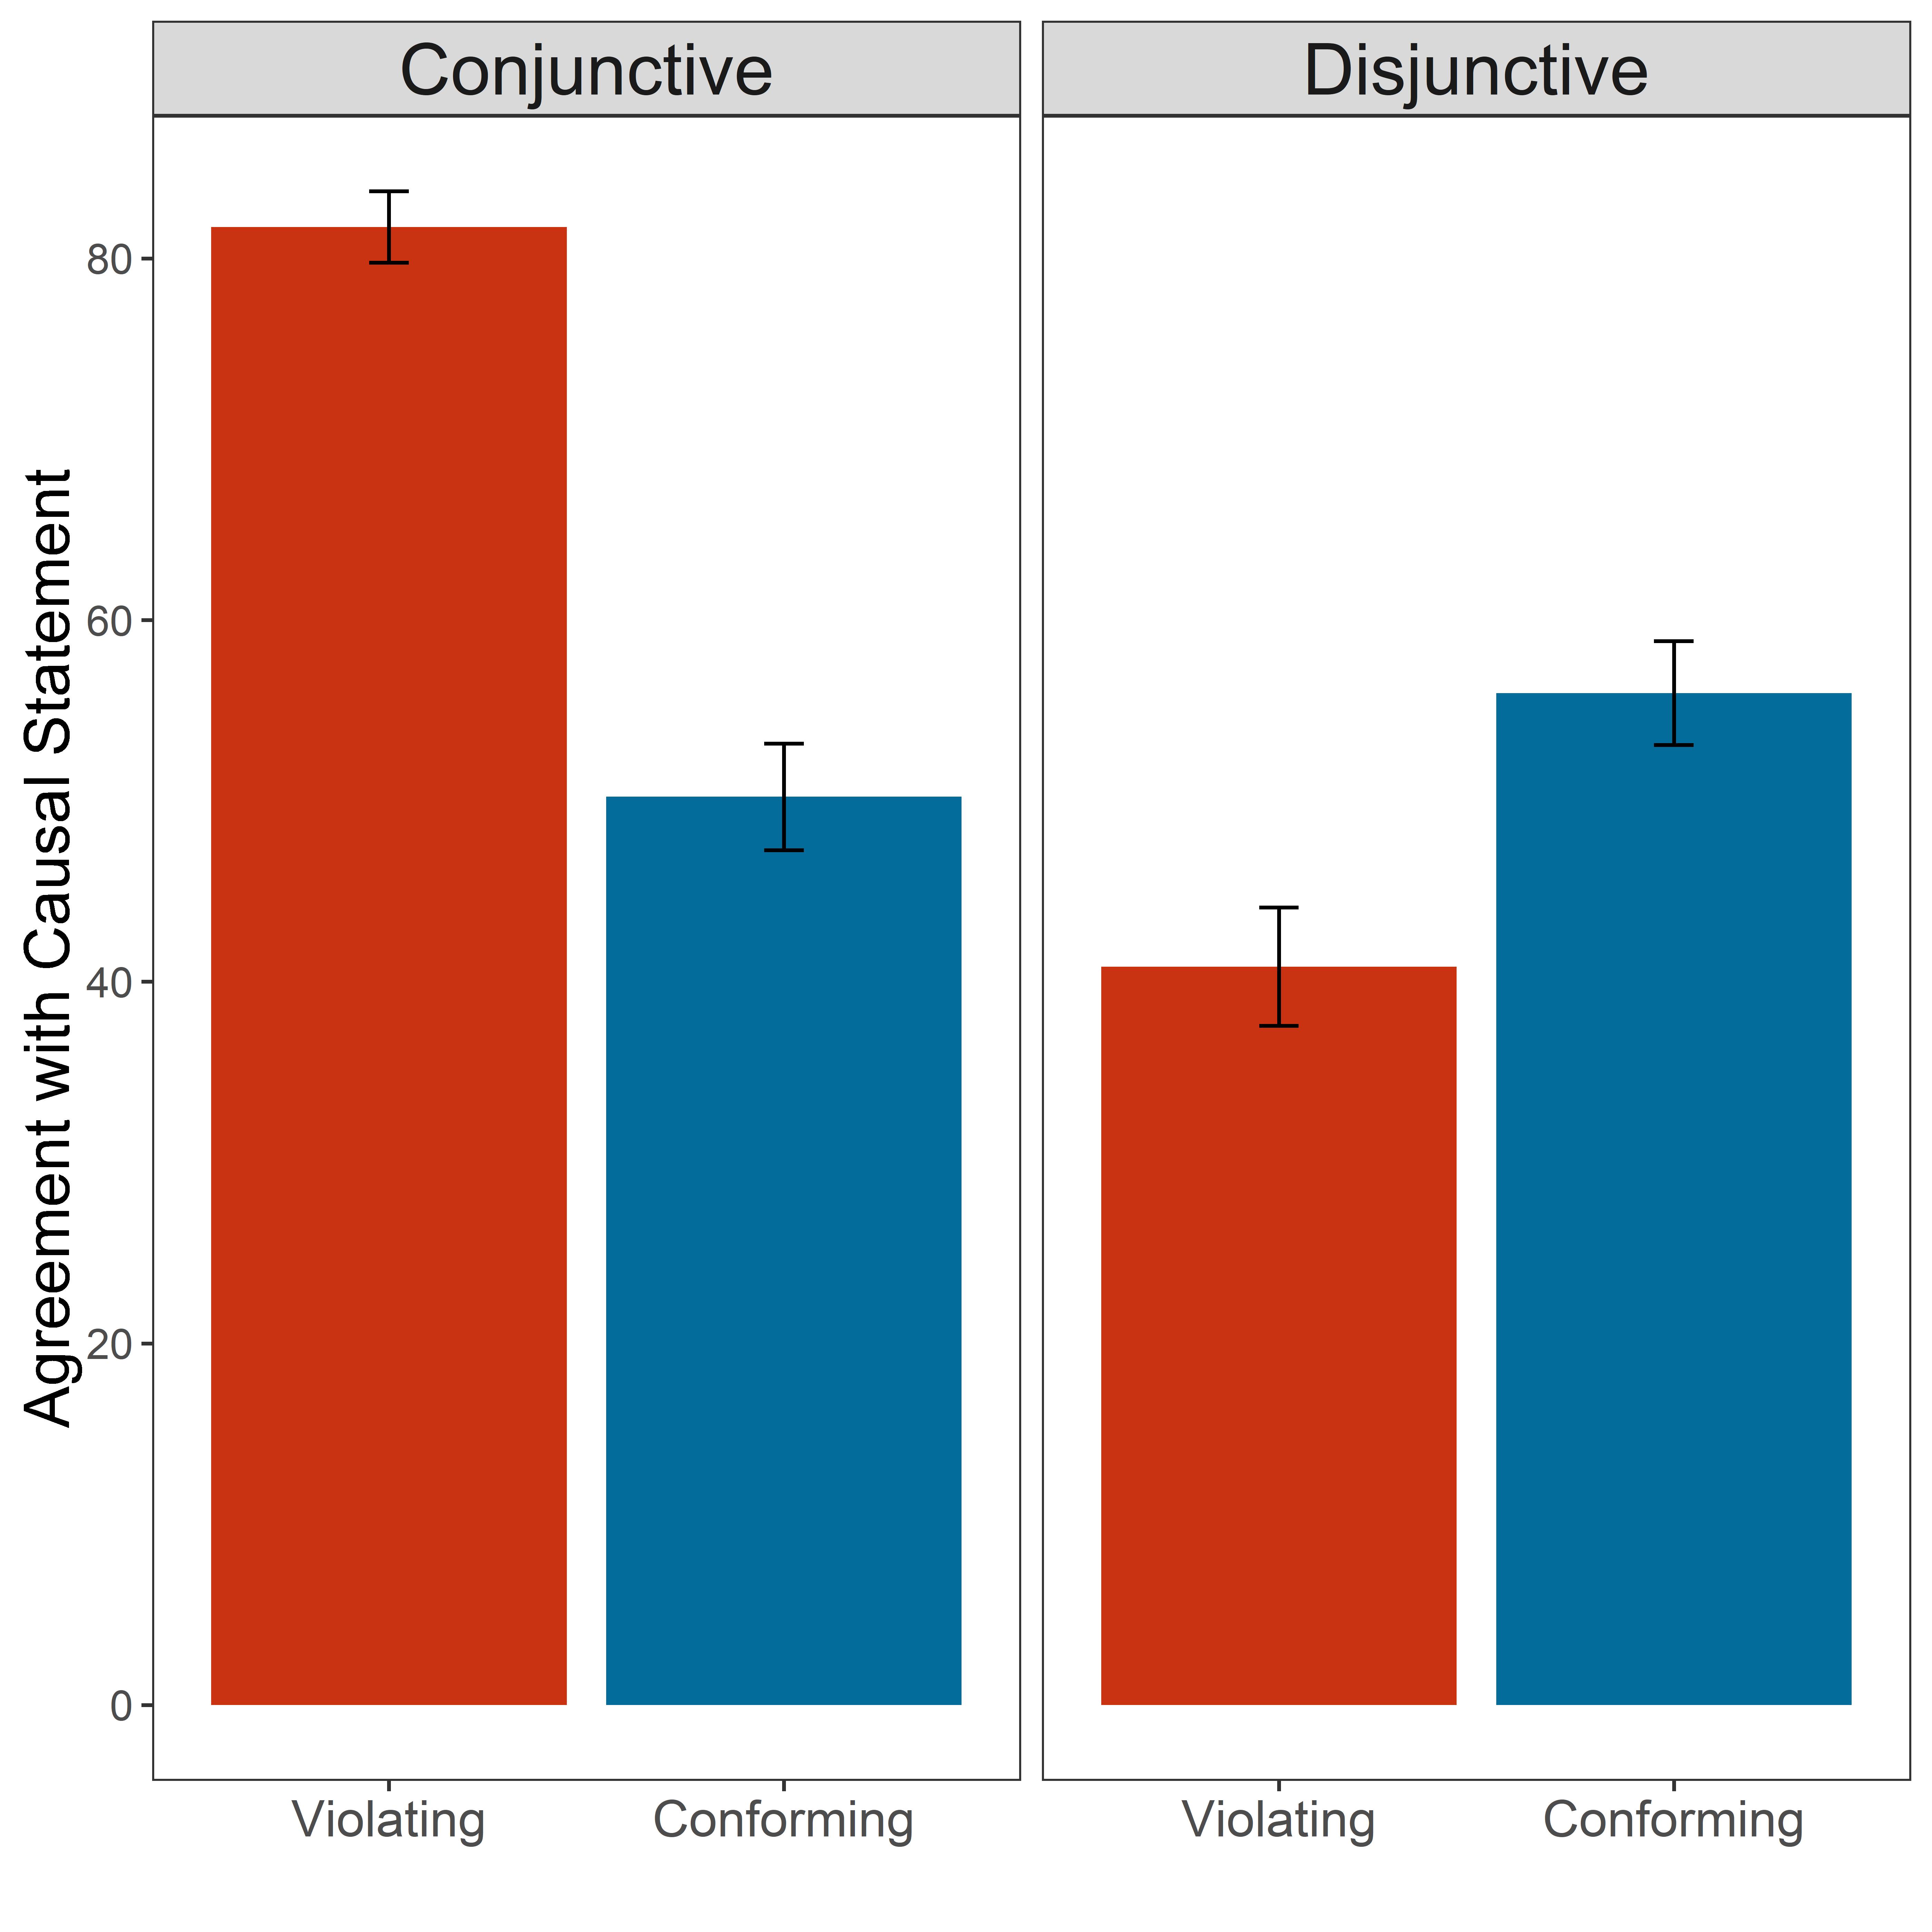 Conjunctive
Disjunctive
Agreement with Causal Statement
80
60
40
20
0
Violating
Conforming
Violating
Conforming